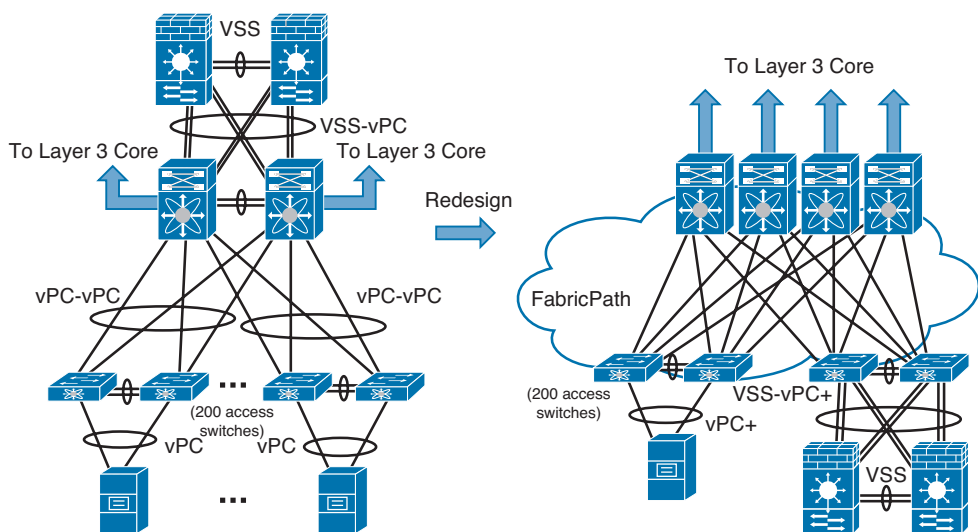 VSS
VSS-vPC
To Layer 3 Core
To Layer 3 Core
vPC-vPC
vPC-vPC
(200 access
switches)
vPC
vPC
Redesign
To Layer 3 Core
FabricPath
(200 access
switches)
vPC+
VSS-vPC+
VSS